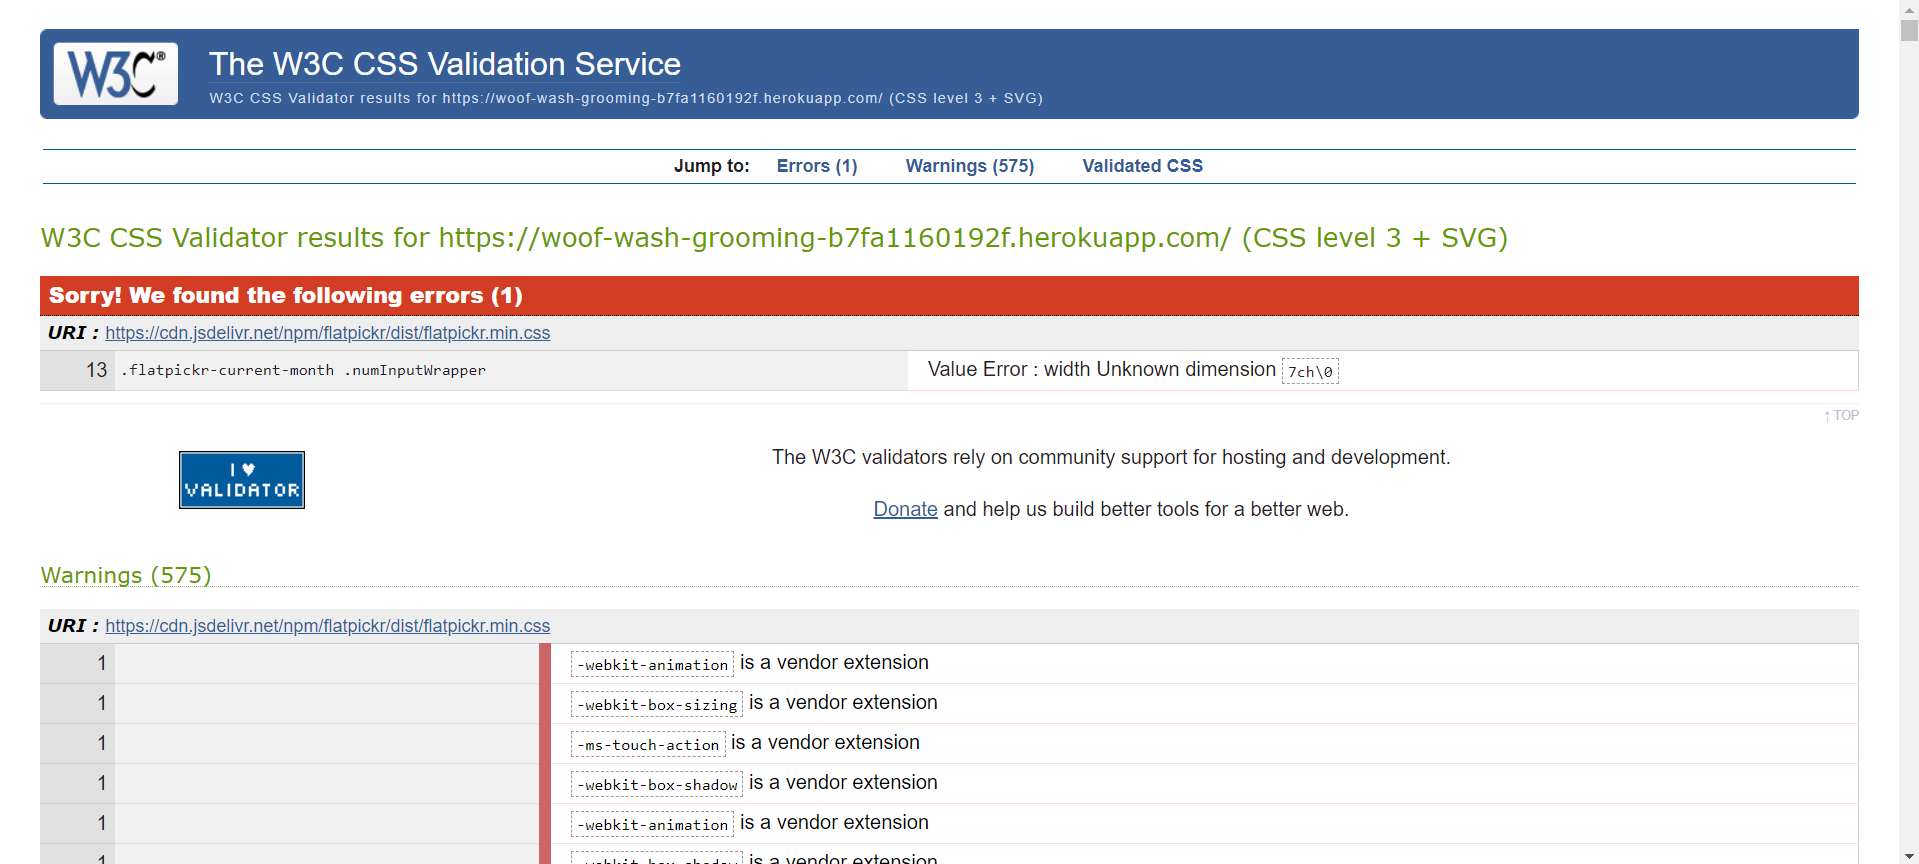 W3C®
The W3C CSS Validation Service
W3C CSS Validator results for https://woof-wash-grooming-b7fa1160192f.herokuapp.com/ (CSS level 3 + SVG)
Jump to: Errors (1) Warnings (575) Validated CSS
W3C CSS Validator results for https://woof-wash-grooming-b7fa1160192f.herokuapp.com/ (CSS level 3 + SVG)
Sorry! We found the following errors (1)
URI : https://cdn.jsdelivr.net/npm/flatpickr/dist/flatpickr.min.css
13 .flatpickr-current-month .numInputWrapper Value Error : width Unknown dimension 7ch\0
↑ TOP
I ♥
VALIDATOR
The W3C validators rely on community support for hosting and development.
Donate and help us build better tools for a better web.
Warnings (575)
URI : https://cdn.jsdelivr.net/npm/flatpickr/dist/flatpickr.min.css
1 -webkit-animation is a vendor extension
1 -webkit-box-sizing is a vendor extension
1 -ms-touch-action is a vendor extension
1 -webkit-box-shadow is a vendor extension
1 -webkit-animation is a vendor extension
1 -webkit-box-shadow is a vendor extension